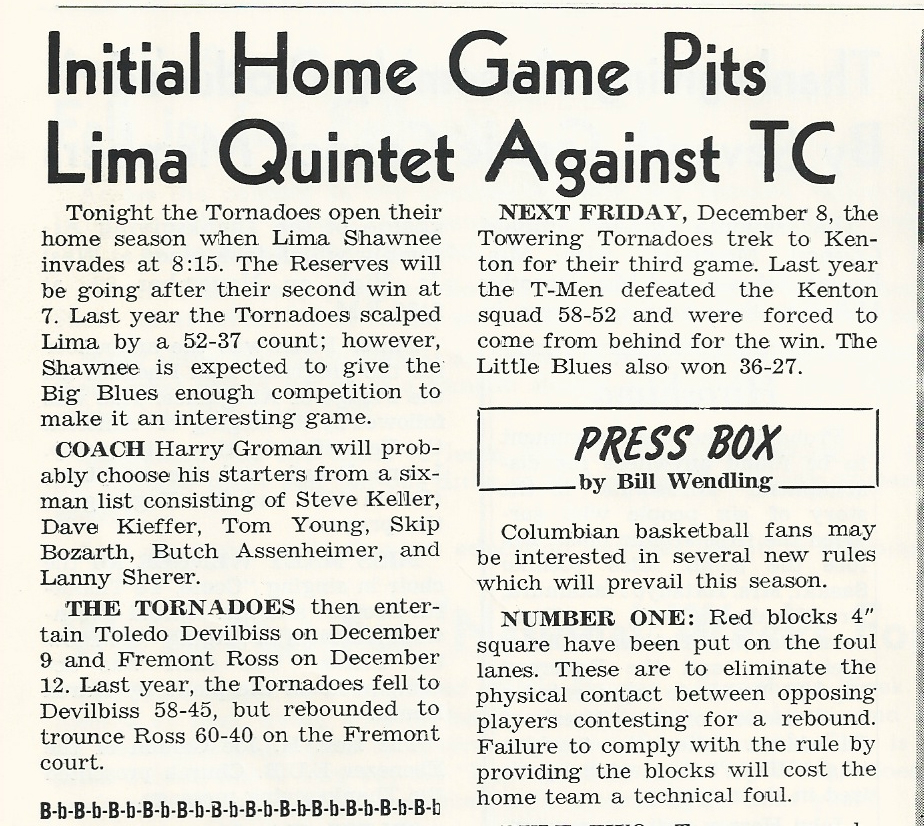 Initial Home Game Pits
Lima Quintet Against TC
Tonight the Tornadoes open their
home season when Lima Shawnee
invades at 8:15. The Reserves will
be going after their second win at
7. Last year the Tornadoes scalped
Lima by a 52-37 count; however,
Shawnee is expected to give the
Big Blues enough competition to
make it an interesting game.
COACH Harry Groman will prob-
ably choose his starters from a six-
man list consisting of Steve Keller,
Dave Kieffer, Tom Young, Skip
Bozarth, Butch Assenheimer, and
Lanny Sherer.
THE TORNADOES then enter-
tain Toledo Devilbiss on December
9 and Fremont Ross on December
12. Last year, the Tornadoes fell to
Devilbiss 58-45, but rebounded to
trounce Ross 60-40 on the Fremont
court.
B-b-B-b-B-b-B-b-B-b-B-b-B-b-B-b-B-b-B-b-B-b-B-b
NEXT FRIDAY, December 8, the
Towering Tornadoes trek to Ken-
ton for their third game. Last year
the T-Men defeated the Kenton
squad 58-52 and were forced to
come from behind for the win. The
Little Blues also won 36-27.
PRESS BOX
by Bill Wendling
Columbian basketball fans may
be interested in several new rules
which will prevail this season.
NUMBER ONE: Red blocks 4″
square have been put on the foul
lanes. These are to eliminate the
physical contact between opposing
players contesting for a rebound.
Failure to comply with the rule by
providing the blocks will cost the
home team a technical foul.